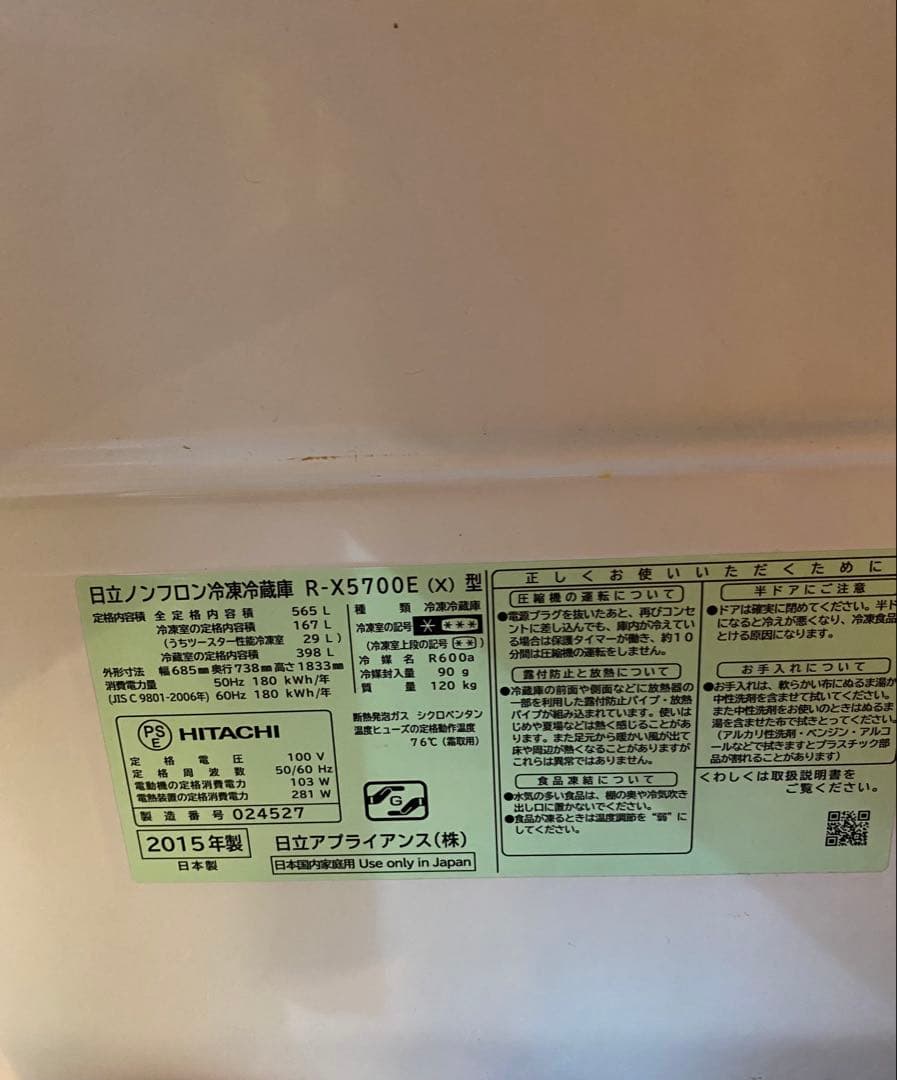 日立ノンフロン冷凍冷蔵庫 R-X5700E (X) 型
定格内容積 全定格内容積 565 L
冷凍室の定格内容積 167 L
(うちツースター性能冷凍室 29 L)
冷蔵室の定格内容積 398 L
外形寸法 幅685㎜奥行738㎜高さ1833㎜
消費電力量 50Hz 180 kWh/年
(JIS C 9801-2006年) 60Hz 180 kWh/年
種類 冷凍冷蔵庫
冷凍室の記号 * ***
(冷凍室上段の記号 **)
冷媒名 R600a
冷媒封入量 90 g
質量 120 kg
断熱発泡ガス シクロペンタン
温度ヒューズの定格動作温度
76℃ (霜取用)
PS
E
HITACHI
定格電圧 100 V
定格周波数 50/60 Hz
電動機の定格消費電力 103 W
電熱装置の定格消費電力 281 W
製造番号 024527
G
2015年製
日本製
日立アプライアンス(株)
日本国内家庭用 Use only in Japan
正しくお使いいただくために
圧縮機の運転について
●電源プラグを抜いたあと、再びコンセ
ントに差し込んでも、庫内が冷えてい
る場合は保護タイマーが働き、約10
分間は圧縮機の運転をしません。
露付防止と放熱について
●冷蔵庫の前面や側面などに放熱器の
一部を利用した露付防止パイプ・放熱
パイプが組み込まれています。使いは
じめや夏場などは熱く感じることがあ
ります。また足元から暖かい風が出て
床や周辺が熱くなることがありますが
これらは異常ではありません。
食品凍結について
●水気の多い食品は、棚の奥や冷気吹き
出し口に置かないでください。
●食品が凍るときは温度調節を“弱”に
してください。
半ドアにご注意
●ドアは確実に閉めてください。半ド
になると冷えが悪くなり、冷凍食品
とける原因になります。
お手入れについて
●お手入れは、軟らかい布にぬるま湯か
中性洗剤を含ませて拭いてください。
また中性洗剤をお使いのときはぬるま
湯を含ませた布で拭きとってください。
(アルカリ性洗剤・ベンジン・アルコ
ールなどで拭きますとプラスチック部
品が割れることがあります)
くわしくは取扱説明書を
ご覧ください。